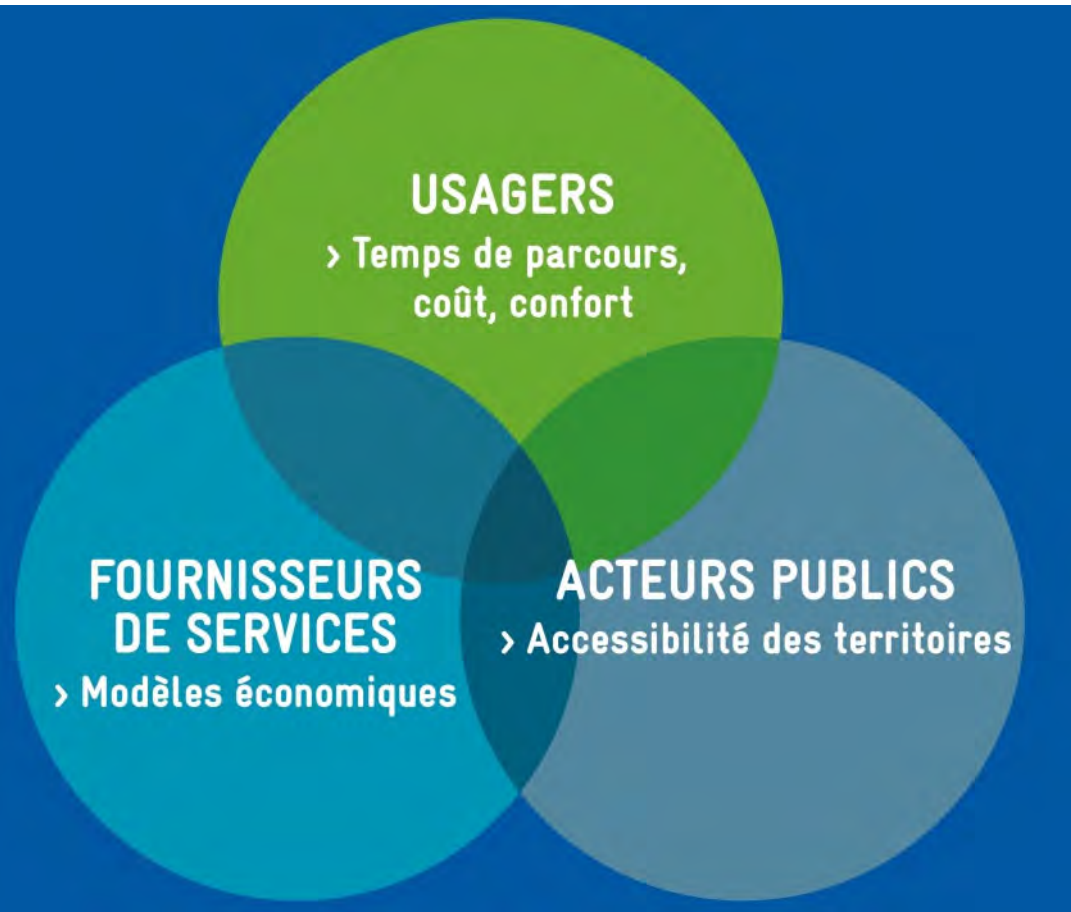 USAGERS
› Temps de parcours,
coût, confort
FOURNISSEURS
DE SERVICES
› Modèles économiques
ACTEURS PUBLICS
› Accessibilité des territoires